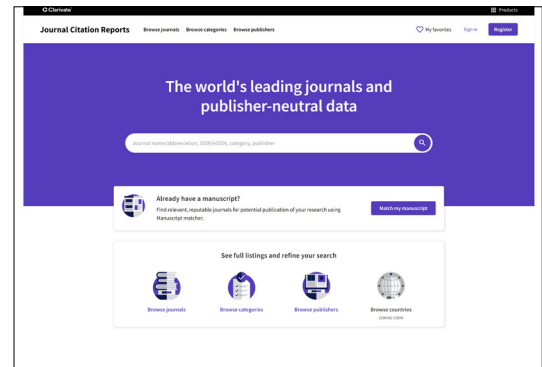 Clarivate
Products
Journal Citation Reports
Browse journals
Browse categories
Browse publishers
My favorites
Sign In
Register
The world's leading journals and
publisher-neutral data
Journal name/abbreviation, ISSN/eISSN, category, publisher
Already have a manuscript?
Find relevant, reputable journals for potential publication of your research using
Manuscript matcher.
Match my manuscript
See full listings and refine your search
Browse journals
Browse categories
Browse publishers
Browse countries
COMING SOON